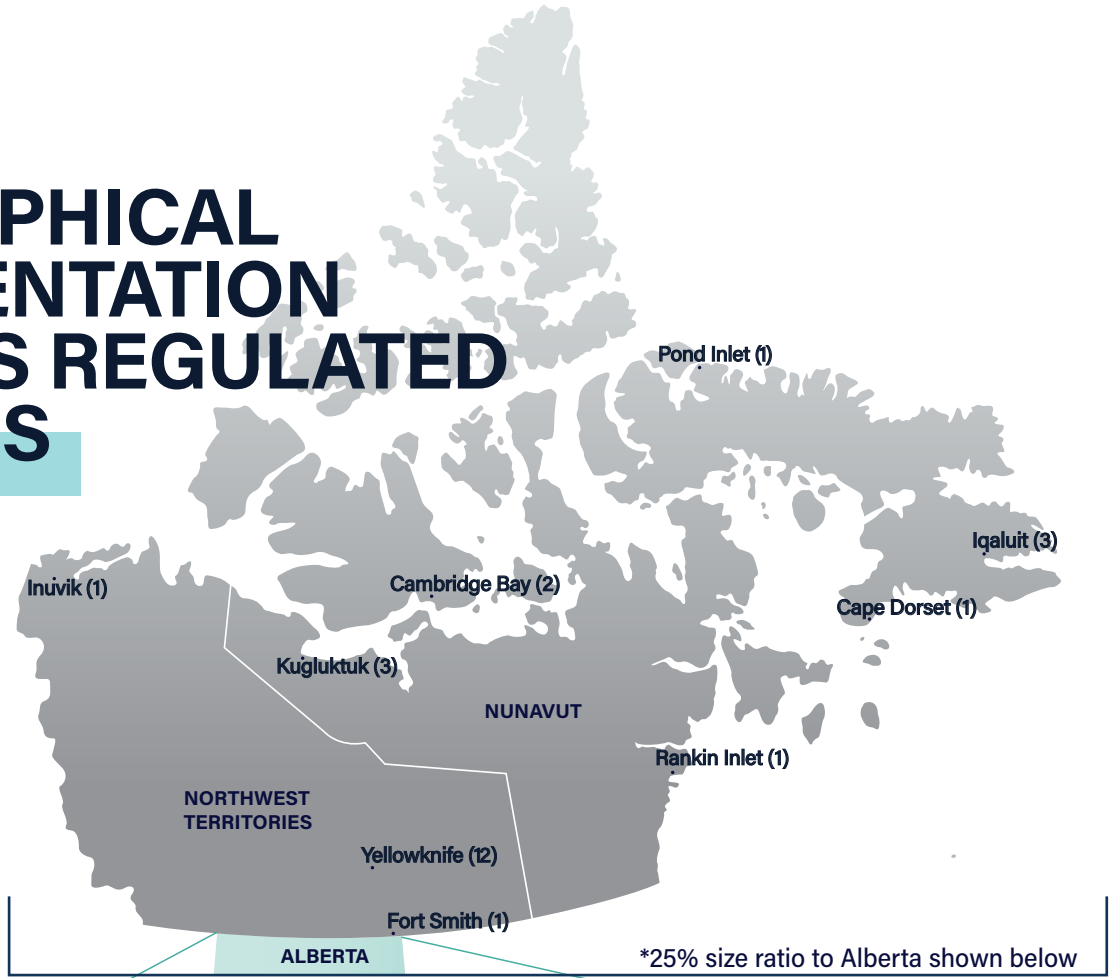 PHICAL
ENTATION
S REGULATED
S
Pond Inlet (1)
Iqaluit (3)
Inuvik (1)
Cambridge Bay (2)
Cape Dorset (1)
Kugluktuk (3)
NUNAVUT
Rankin Inlet (1)
NORTHWEST
TERRITORIES
Yellowknife (12)
Fort Smith (1)
ALBERTA
*25% size ratio to Alberta shown below